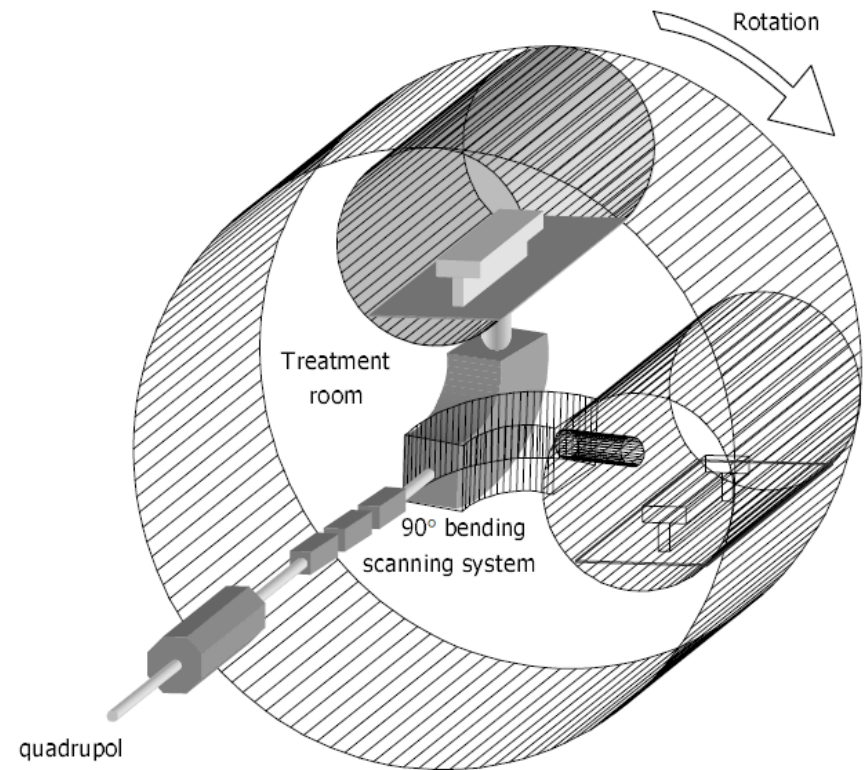 Rotation
Treatment
room
90° bending
scanning system
quadrupol